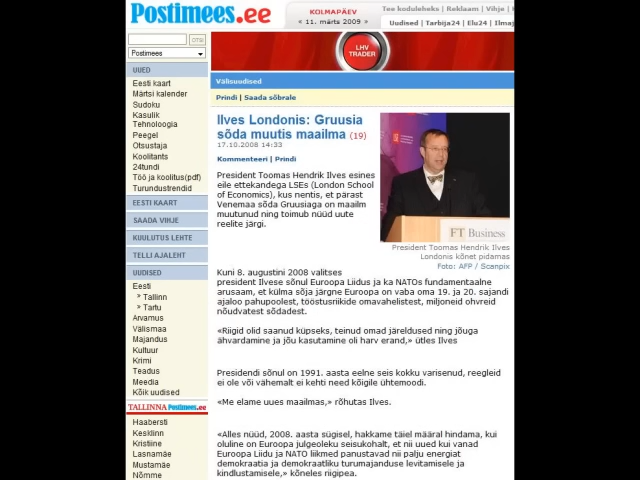 Postimees.ee
KOLMAPÄEV
« 11. märts 2009 »
Tee koduleheks | Reklaam | Vihje |
Uudised | Tarbija24 | Elu24 | Ilmaj
OTSI
Postimees
LHV
TRADER
UUED
Eesti kaart
Märtsi kalender
Sudoku
Kasulik
Tehnoloogia
Peegel
Otsustaja
Koolitants
24tundi
Töö ja koolitus(pdf)
Turundustrendid
EESTI KAART
SAADA VIHJE
KUULUTUS LEHTE
TELLI AJALEHT
UUDISED
Eesti
» Tallinn
» Tartu
Arvamus
Välismaa
Majandus
Kultuur
Krimi
Teadus
Meedia
Kõik uudised
TALLINNA Postimees.ee
Haabersti
Kesklinn
Kristiine
Lasnamäe
Mustamäe
Nõmme
Välisuudised
Prindi | Saada sõbrale
Ilves Londonis: Gruusia
sõda muutis maailma (19)
17.10.2008 14:33
Kommenteeri | Prindi
President Toomas Hendrik Ilves esines
eile ettekandega LSEs (London School
of Economics), kus nentis, et pärast
Venemaa sõda Gruusiaga on maailm
muutunud ning toimub nüüd uute
reelite järgi.
FT Business
President Toomas Hendrik Ilves
Londonis kõnet pidamas
Foto: AFP / Scanpix
Kuni 8. augustini 2008 valitses
president Ilvese sõnul Euroopa Liidus ja ka NATOs fundamentaalne
arusaam, et külma sõja järgne Euroopa on vaba oma 19. ja 20. sajandi
ajaloo pahupoolest, tööstusriikide omavahelistest, miljoneid ohvreid
nõudvatest sõdadest.
«Riigid olid saanud küpseks, teinud omad järeldused ning jõuga
ähvardamine ja jõu kasutamine oli harv erand,» ütles Ilves
Presidendi sõnul on 1991. aasta eelne seis kokku varisenud, reegleid
ei ole või vähemalt ei kehti need kõigile ühtemoodi.
«Me elame uues maailmas,» rõhutas Ilves.
«Alles nüüd, 2008. aasta sügisel, hakkame täiel määral hindama, kui
oluline on Euroopa julgeoleku seisukohalt, et nii uued kui vanad
Euroopa Liidu ja NATO liikmed panustavad nii palju energiat
demokraatia ja demokraatliku turumajanduse levitamisele ja
kindlustamisele,» kõneles riigipea.